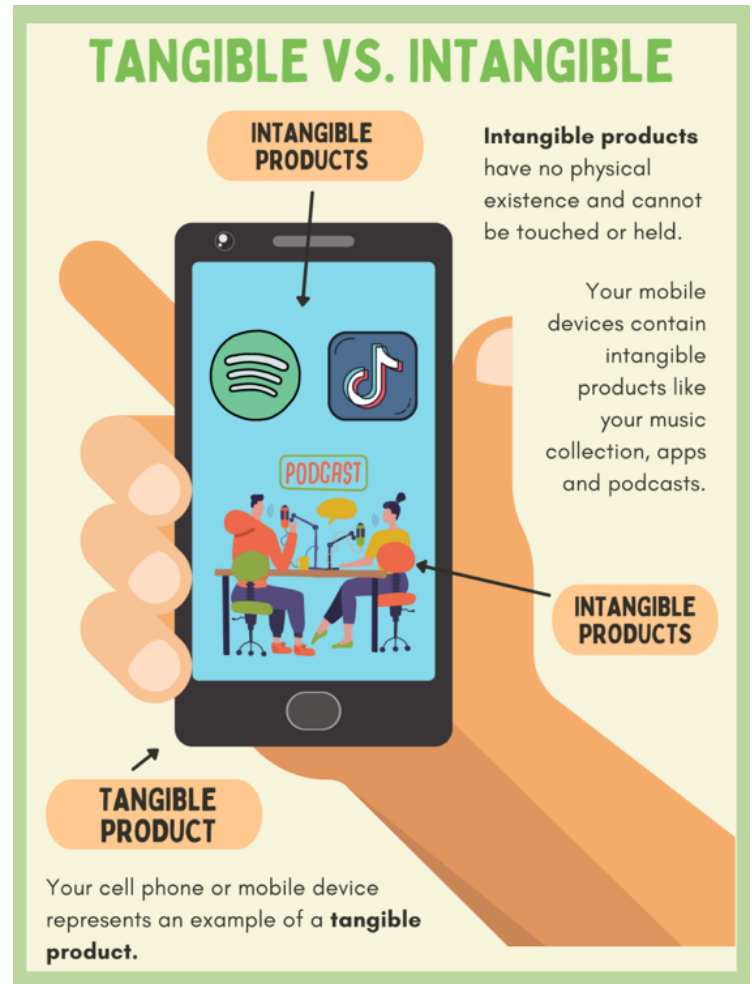 TANGIBLE VS. INTANGIBLE
INTANGIBLE
PRODUCTS
Intangible products
have no physical
existence and cannot
be touched or held.
Your mobile
devices contain
intangible
products like
your music
collection, apps
and podcasts.
PODCAST
INTANGIBLE
PRODUCTS
TANGIBLE
PRODUCT
Your cell phone or mobile device
represents an example of a tangible
product.